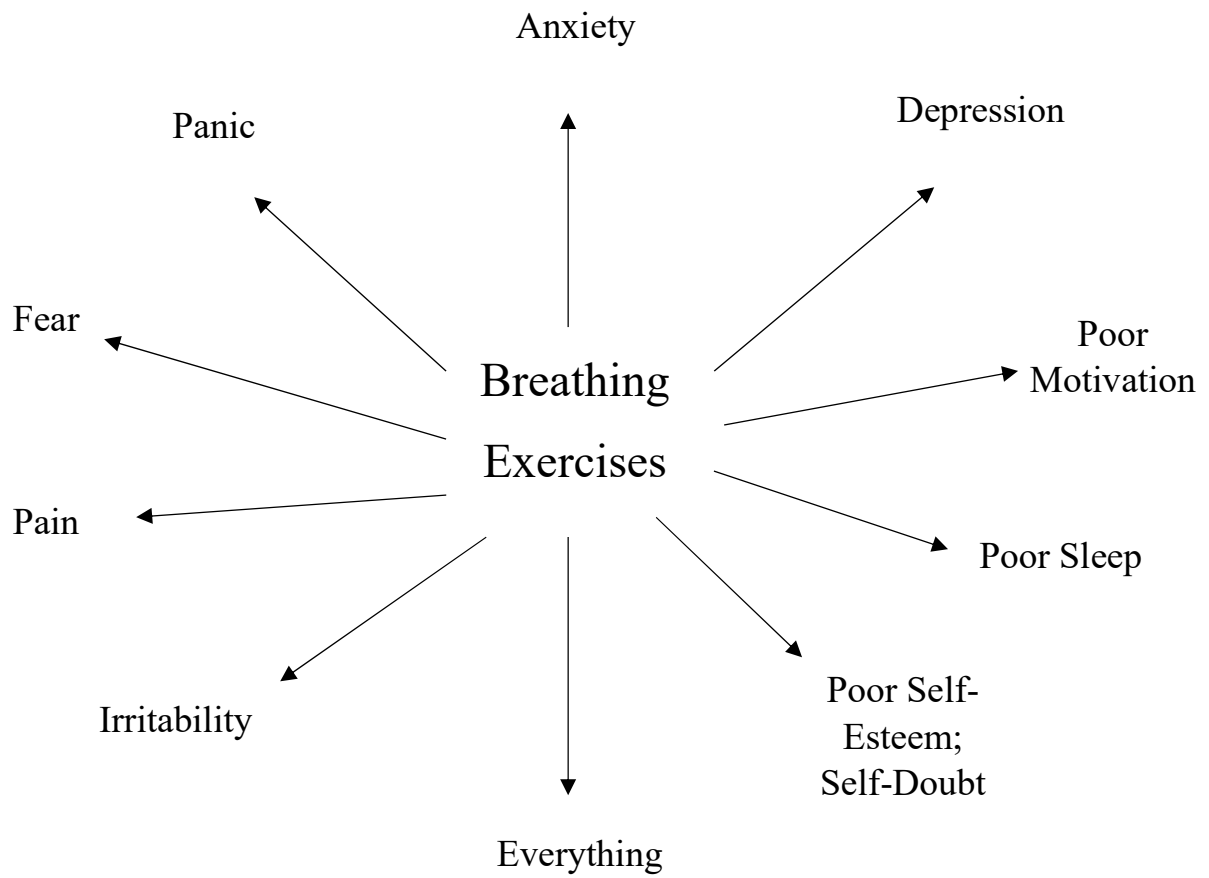 Anxiety
Panic
Depression
Fear
Poor
Motivation
Breathing
Exercises
Pain
Poor Sleep
Irritability
Poor Self-
Esteem;
Self-Doubt
Everything